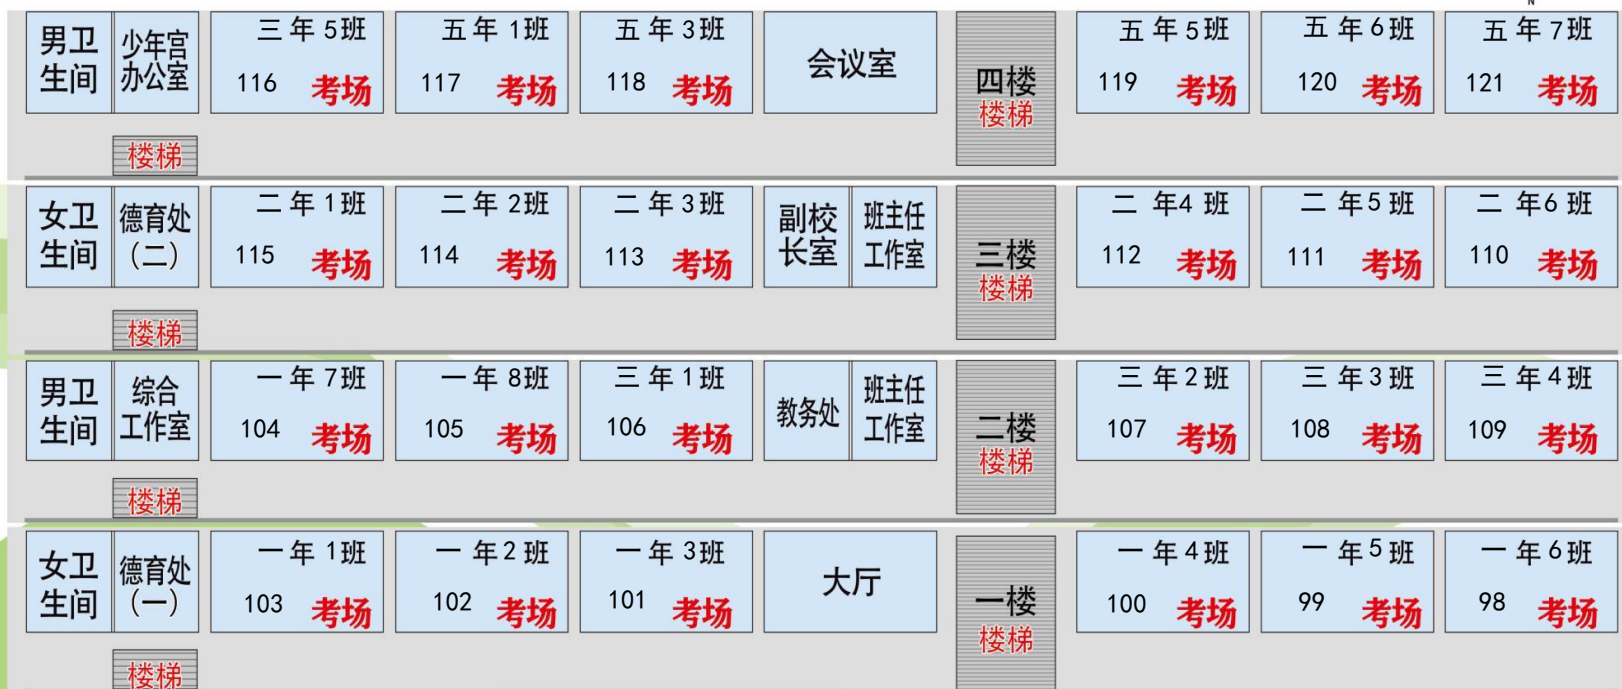 N
男卫生间 少年宫办公室 三年5班 五年1班 五年3班 会议室 四楼 五年5班 五年6班 五年7班
116 考场 117 考场 118 考场 楼梯 119 考场 120 考场 121 考场
楼梯
女卫生间 德育处（二） 二年1班 二年2班 二年3班 副校长室 班主任工作室 三楼 二年4班 二年5班 二年6班
115 考场 114 考场 113 考场 楼梯 112 考场 111 考场 110 考场
楼梯
男卫生间 综合工作室 一年7班 一年8班 三年1班 教务处 班主任工作室 二楼 三年2班 三年3班 三年4班
104 考场 105 考场 106 考场 楼梯 107 考场 108 考场 109 考场
楼梯
女卫生间 德育处（一） 一年1班 一年2班 一年3班 大厅 一楼 一年4班 一年5班 一年6班
103 考场 102 考场 101 考场 楼梯 100 考场 99 考场 98 考场
楼梯